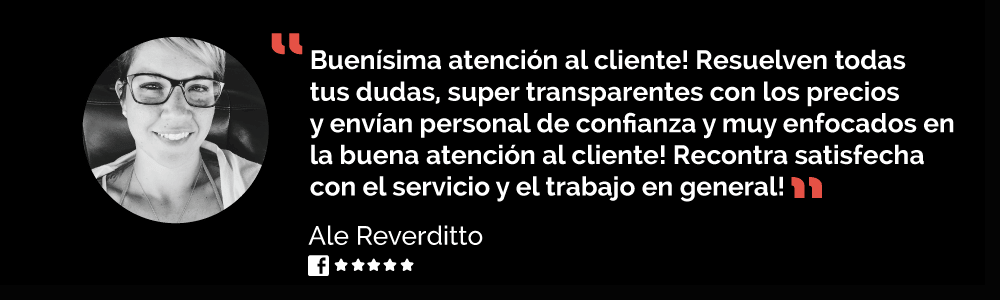 “Buenísima atención al cliente! Resuelven todas
tus dudas, super transparentes con los precios
y envían personal de confianza y muy enfocados en
la buena atención al cliente! Recontra satisfecha
con el servicio y el trabajo en general!”
Ale Reverditto
f ★★★★★